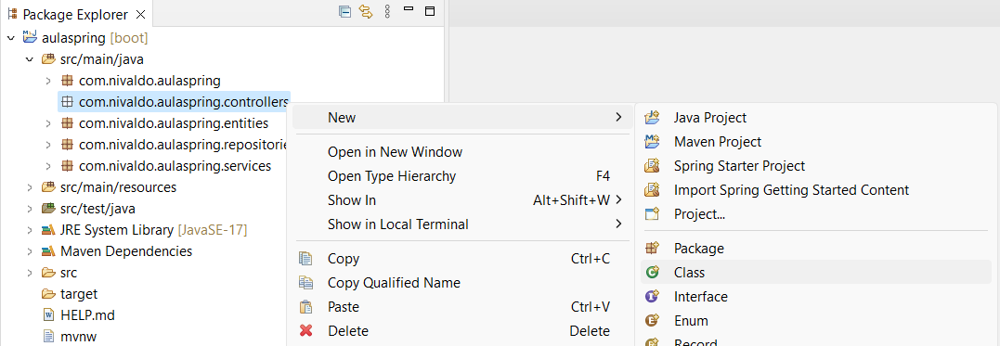 Package Explorer
aulaspring [boot]
src/main/java
com.nivaldo.aulaspring
com.nivaldo.aulaspring.controllers
com.nivaldo.aulaspring.entities
com.nivaldo.aulaspring.repositorie
com.nivaldo.aulaspring.services
src/main/resources
src/test/java
JRE System Library [JavaSE-17]
Maven Dependencies
src
target
HELP.md
mvnw
New
Open in New Window
Open Type Hierarchy F4
Show In Alt+Shift+W
Show in Local Terminal
Copy Ctrl+C
Copy Qualified Name
Paste Ctrl+V
Delete Delete
Java Project
Maven Project
Spring Starter Project
Import Spring Getting Started Content
Project...
Package
Class
Interface
Enum
Record